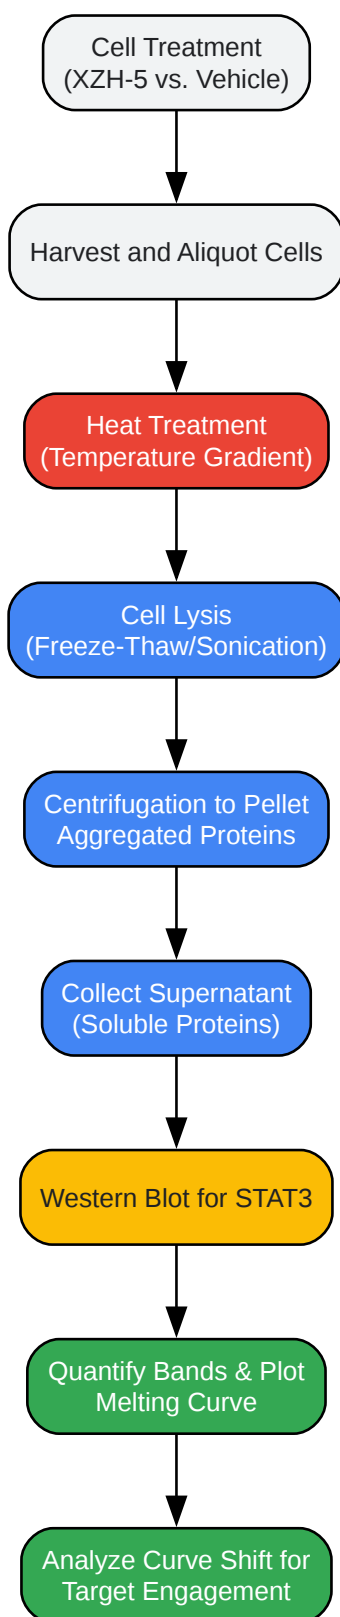 Cell Treatment
(XZH-5 vs. Vehicle)
Harvest and Aliquot Cells
Heat Treatment
(Temperature Gradient)
Cell Lysis
(Freeze-Thaw/Sonication)
Centrifugation to Pellet
Aggregated Proteins
Collect Supernatant
(Soluble Proteins)
Western Blot for STAT3
Quantify Bands & Plot
Melting Curve
Analyze Curve Shift for
Target Engagement